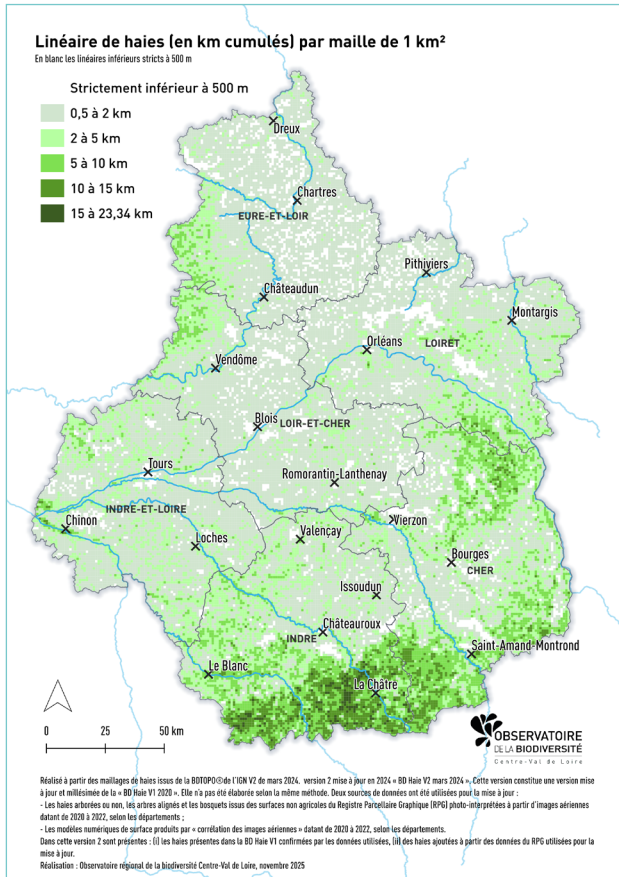 Linéaire de haies (en km cumulés) par maille de 1 km²
En blanc les linéaires inférieurs stricts à 500 m
Strictement inférieur à 500 m
0,5 à 2 km
2 à 5 km
5 à 10 km
10 à 15 km
15 à 23,34 km
Dreux
Chartres
EURE-ET-LOIR
Pithiviers
Châteaudun
Montargis
Orléans
LOIRET
Vendôme
Blois
LOIR-ET-CHER
Tours
Romorantin-Lanthenay
INDRE-ET-LOIRE
Chinon
Vierzon
Loches
Valençay
Bourges
CHER
Issoudun
Châteauroux
INDRE
Saint-Amand-Montrond
Le Blanc
La Châtre
0 25 50 km
OBSERVATOIRE
DE LA BIODIVERSITÉ
Centre-Val de Loire
Réalisé à partir des maillages de haies issus de la BDTOPO®de l'IGN V2 de mars 2024. version 2 mise à jour en 2024 « BD Haie V2 mars 2024 ». Cette version constitue une version mise
à jour et millésimée de la « BD Haie V1 2020 ». Elle n'a pas été élaborée selon la même méthode. Deux sources de données ont été utilisées pour la mise à jour :
- Les haies arborées ou non, les arbres alignés et les bosquets issus des surfaces non agricoles du Registre Parcellaire Graphique (RPG) photo-interprétées à partir d'images aériennes
datant de 2020 à 2022, selon les départements ;
- Les modèles numériques de surface produits par « corrélation des images aériennes » datant de 2020 à 2022, selon les départements.
Dans cette version 2 sont présentes : (i) les haies présentes dans la BD Haie V1 confirmées par les données utilisées, (ii) des haies ajoutées à partir des données du RPG utilisées pour la
mise à jour.
Réalisation : Observatoire régional de la biodiversité Centre-Val de Loire, novembre 2025